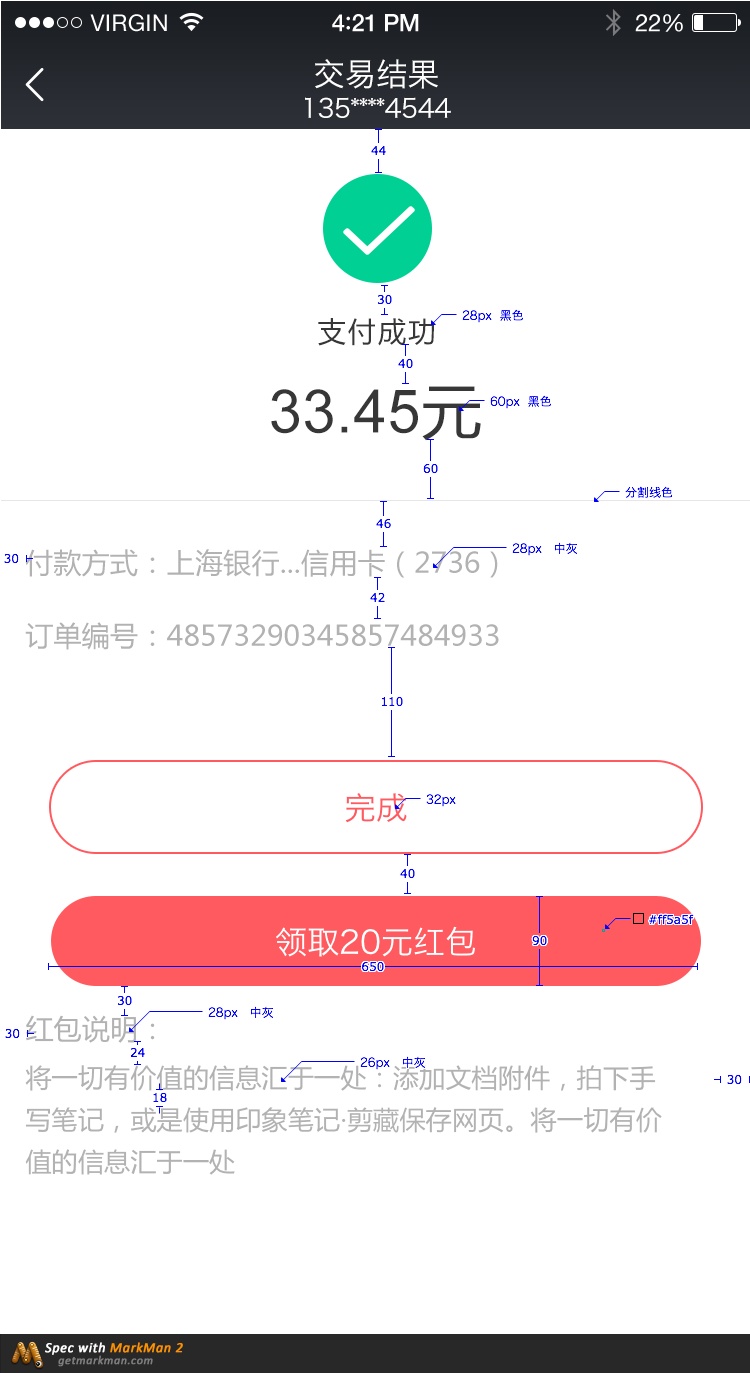 VIRGIN 4:21 PM 22%
交易结果
135****4544
44
30
支付成功
28px 黑色
40
33.45元
60px 黑色
60
分割线色
46
30
付款方式：上海银行...信用卡（2736）
28px 中灰
42
订单编号：48573290345857484933
110
完成
32px
40
领取20元红包
90
#ff5a5f
650
30
28px 中灰
30
红包说明：
24
26px 中灰
30
将一切有价值的信息汇于一处：添加文档附件，拍下手
18
写笔记，或是使用印象笔记·剪藏保存网页。将一切有价
值的信息汇于一处
Spec with MarkMan 2
getmarkman.com